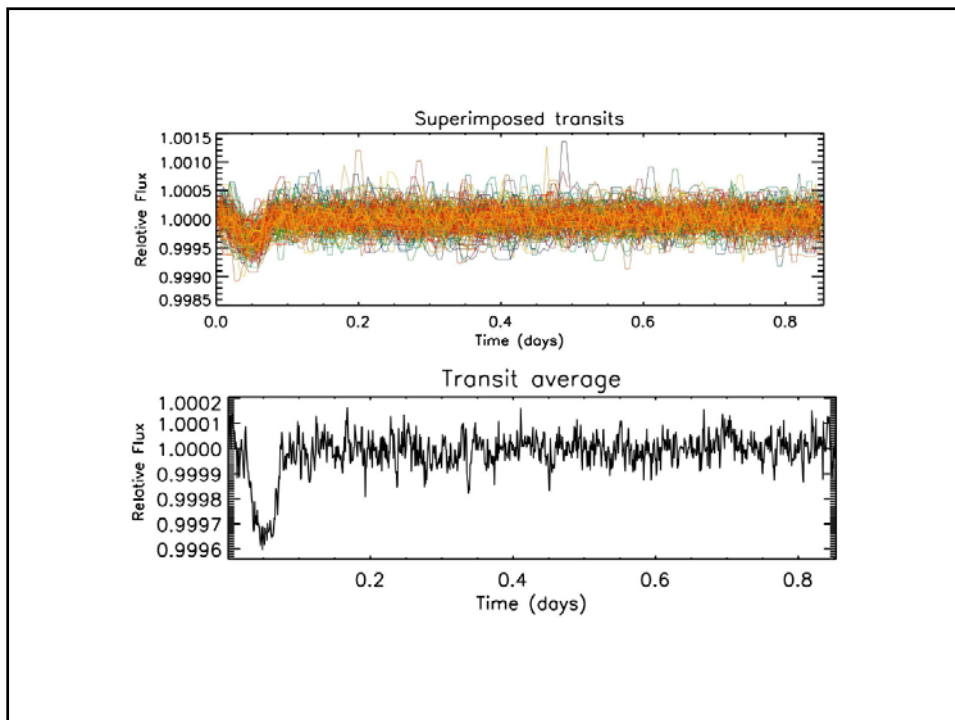 Superimposed transits
1.0015
1.0010
1.0005
1.0000
0.9995
0.9990
0.9985
Relative Flux
0.0 0.2 0.4 0.6 0.8
Time (days)
Transit average
1.0002
1.0001
1.0000
0.9999
0.9998
0.9997
0.9996
Relative Flux
0.2 0.4 0.6 0.8
Time (days)